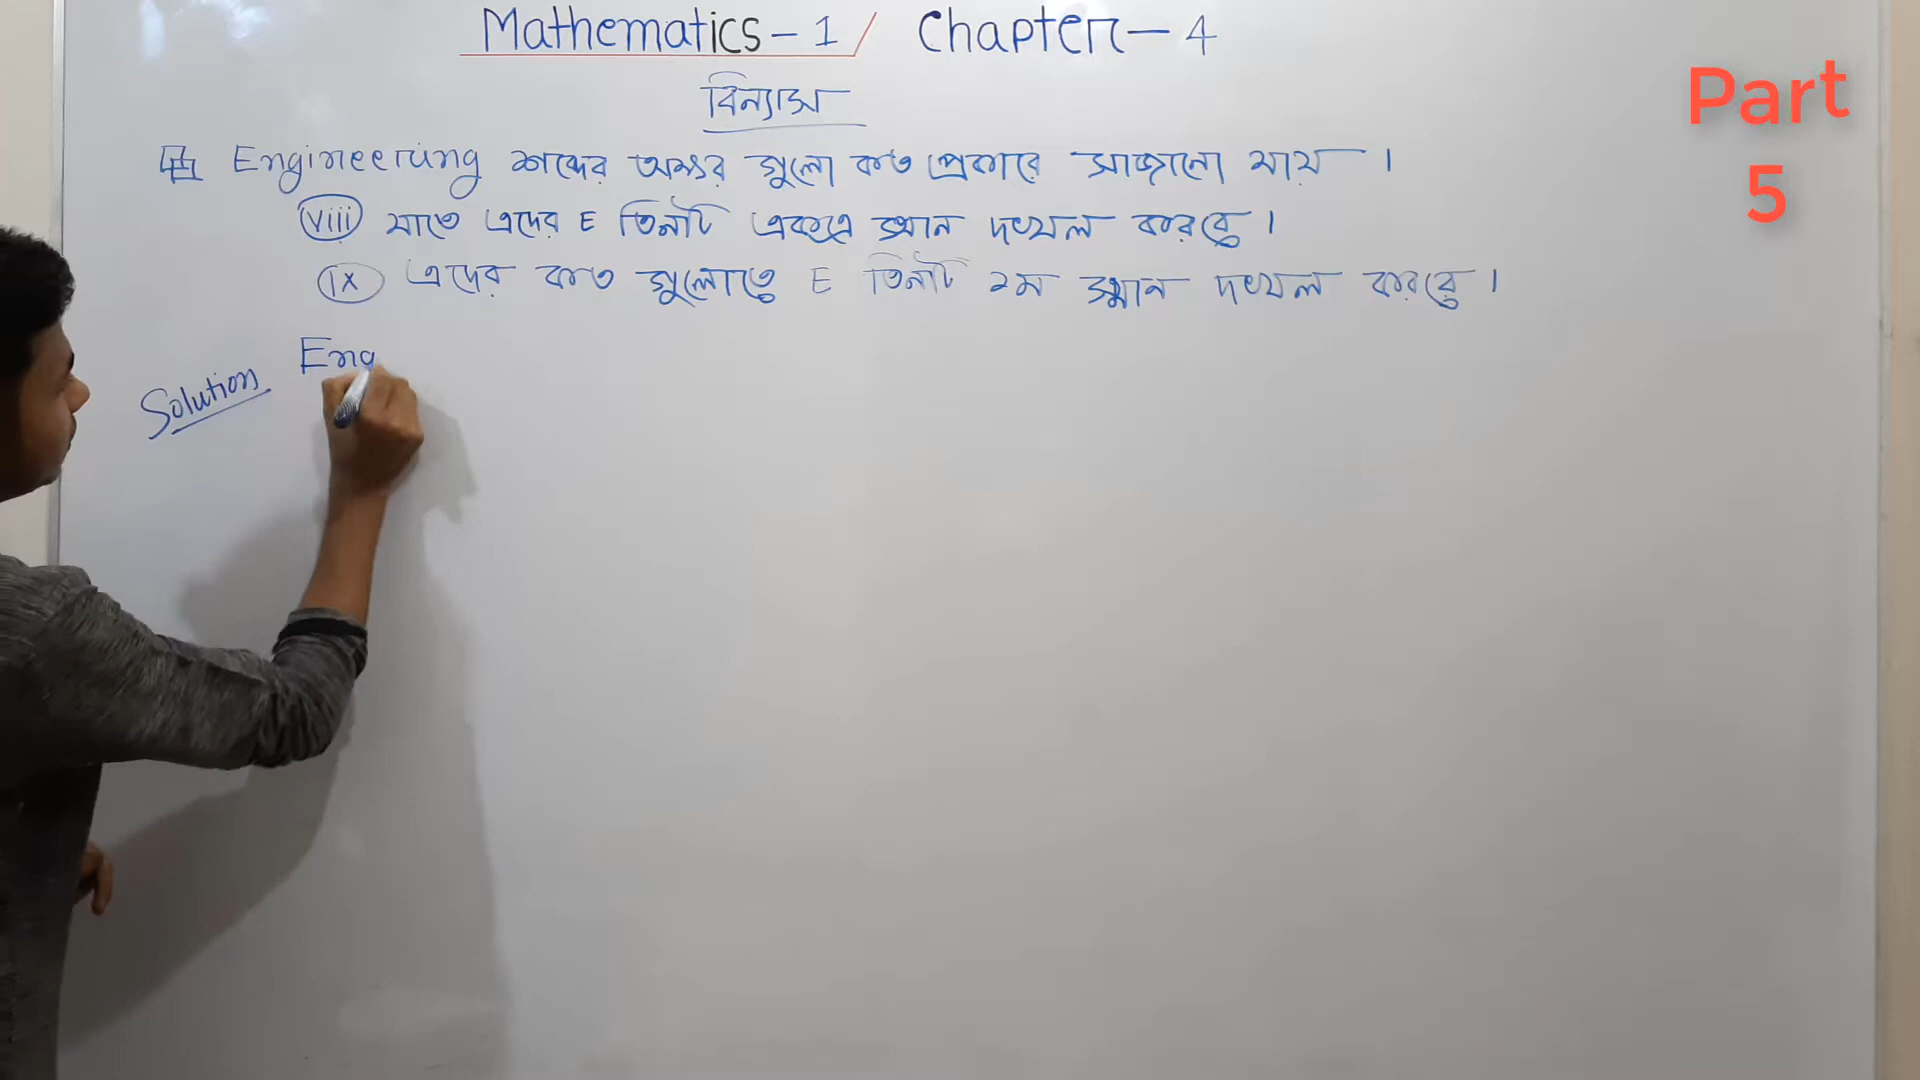 Mathematics - 1 / Chapter - 4
বিন্যাস
Engineering শব্দের অক্ষর গুলো কত প্রকারে সাজানো যায় ।
viii যাতে এদের E তিনটি একত্রে স্থান দখল করবে ।
ix এদের কত গুলোতে E তিনটি ১ম স্থান দখল করবে ।
Solution
Eng
Part
5